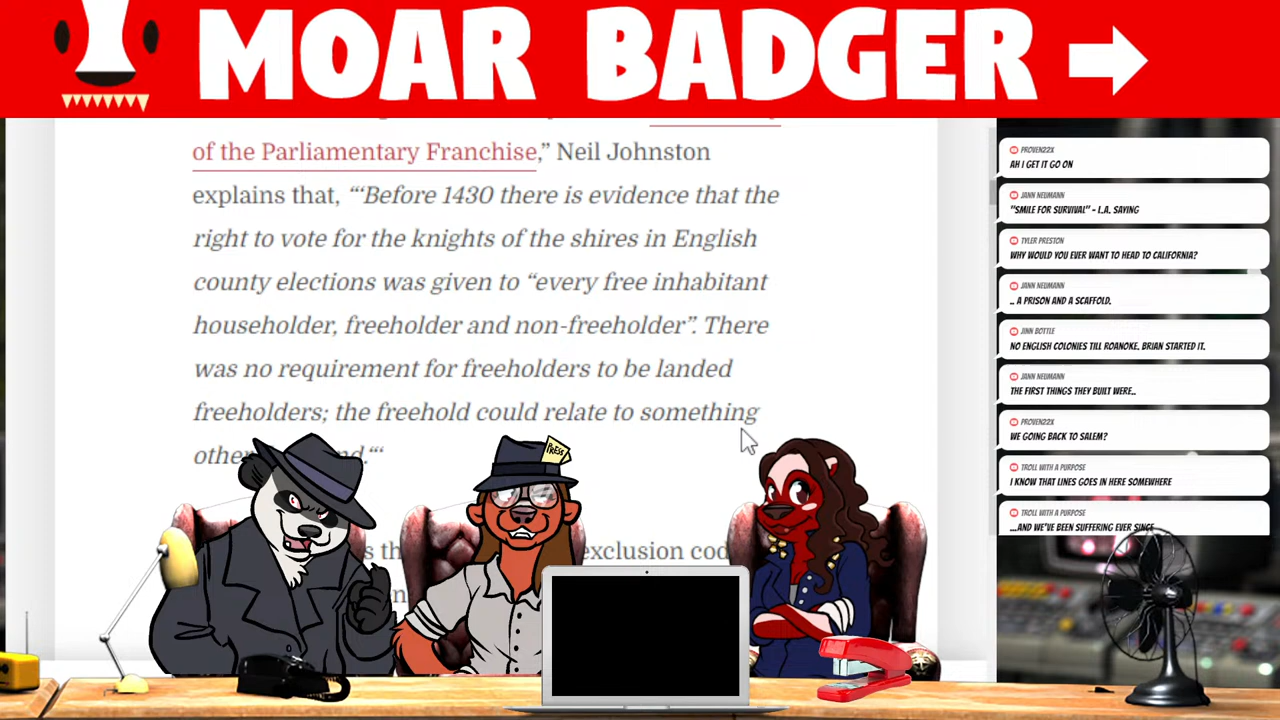 MOAR BADGER
of the Parliamentary Franchise,” Neil Johnston
explains that, “‘Before 1430 there is evidence that the
right to vote for the knights of the shires in English
county elections was given to “every free inhabitant
householder, freeholder and non-freeholder”. There
was no requirement for freeholders to be landed
freeholders; the freehold could relate to something
exclusion
PRESS
PROVEN22X
AH I GET IT GO ON
JANN NEUMANN
"SMILE FOR SURVIVAL" - L.A. SAYING
TYLER PRESTON
WHY WOULD YOU EVER WANT TO HEAD TO CALIFORNIA?
JANN NEUMANN
.. A PRISON AND A SCAFFOLD.
JINN BOTTLE
NO ENGLISH COLONIES TILL ROANOKE. BRIAN STARTED IT.
JANN NEUMANN
THE FIRST THINGS THEY BUILT WERE..
PROVEN22X
WE GOING BACK TO SALEM?
TROLL WITH A PURPOSE
I KNOW THAT LINES GOES IN HERE SOMEWHERE
TROLL WITH A PURPOSE
...AND WE'VE BEEN SUFFERING EVER SINCE